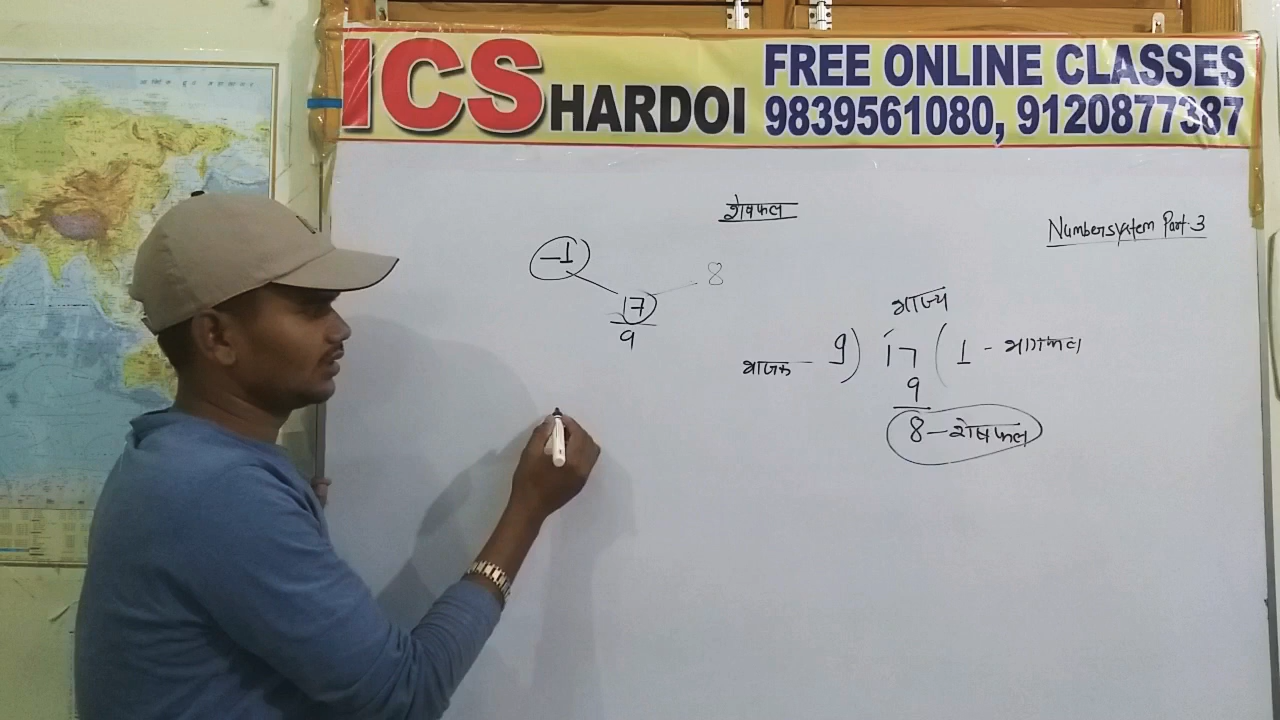 ICS HARDOI
FREE ONLINE CLASSES
9839561080, 9120877387
शेषफल
Numbersystem Part-3
-1
8
17
9
भाज्य
भाजक - 9) 17 ( 1 - भागफल
9
8 - शेषफल